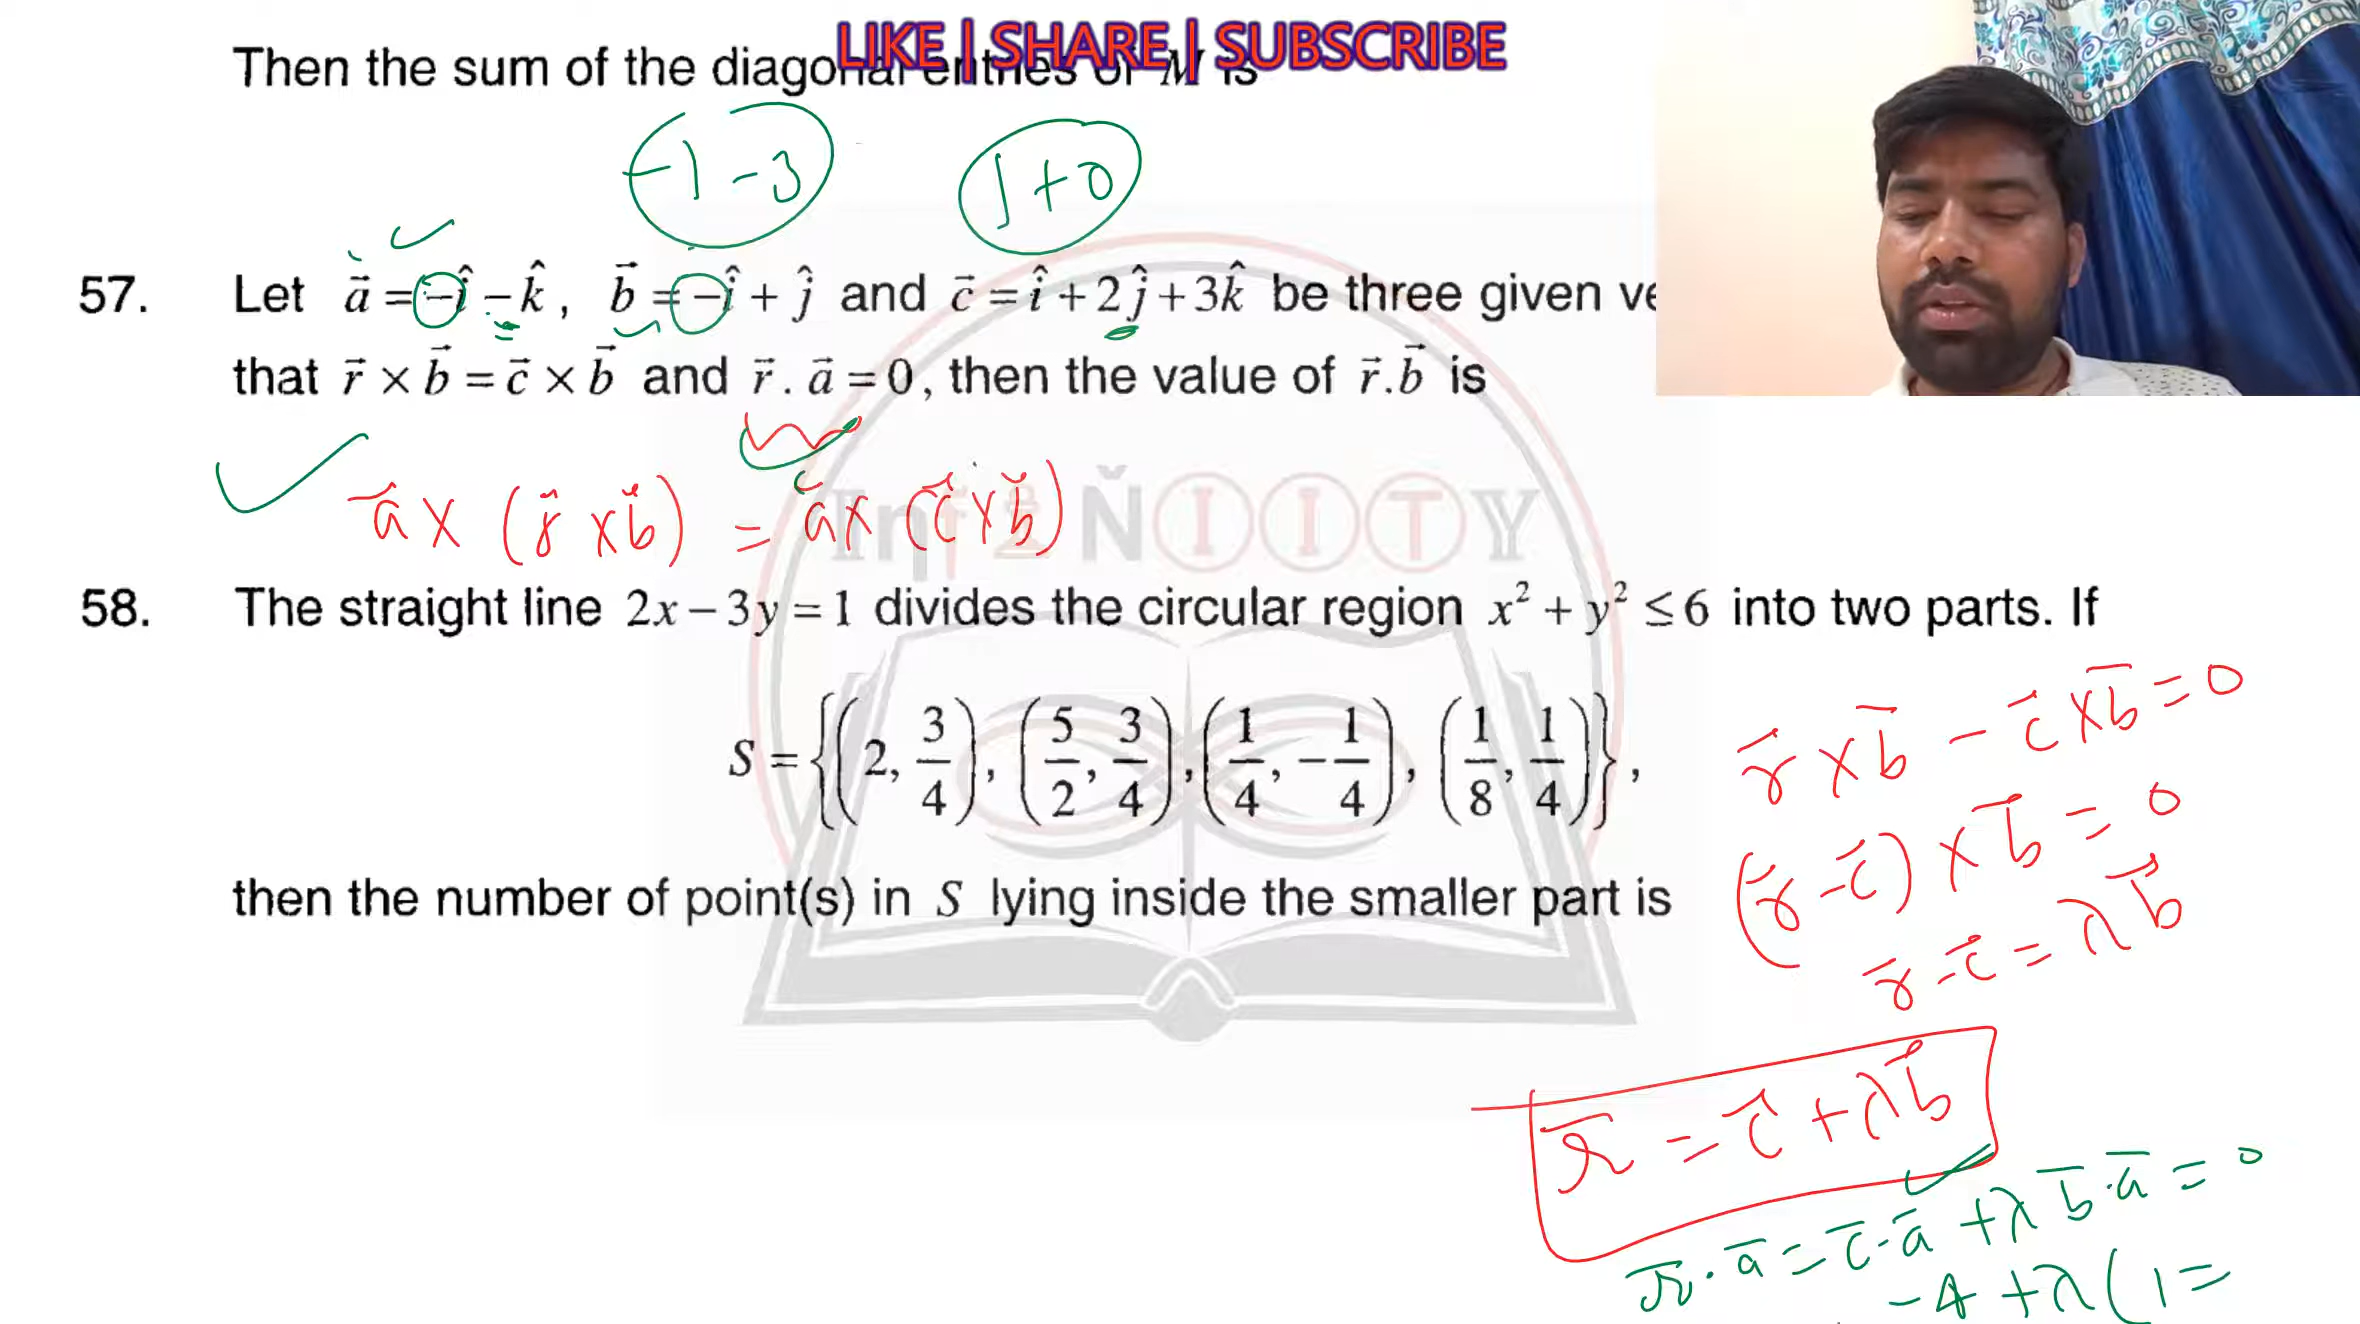 LIKE | SHARE | SUBSCRIBE
Then the sum of the diagonal entries of M is
-1 -3
1+0
57. Let a⃗ = -î - k̂, b⃗ = -î + ĵ and c⃗ = î + 2ĵ + 3k̂ be three given ve
that r⃗ × b⃗ = c⃗ × b⃗ and r⃗ . a⃗ = 0, then the value of r⃗.b⃗ is
a⃗ × (r⃗ × b⃗) = a⃗ × (c⃗ × b⃗)
InfiŇIITY
58. The straight line 2x - 3y = 1 divides the circular region x² + y² ≤ 6 into two parts. If
S = {(2, 3/4), (5/2, 3/4), (1/4, -1/4), (1/8, 1/4)},
then the number of point(s) in S lying inside the smaller part is
r⃗ × b⃗ - c⃗ × b⃗ = 0
(r⃗ - c⃗) × b⃗ = 0
r⃗ - c⃗ = λb⃗
r⃗ = c⃗ + λb⃗
r⃗ . a⃗ = c⃗ . a⃗ + λ b⃗ . a⃗ = 0
-4 + λ(1 =